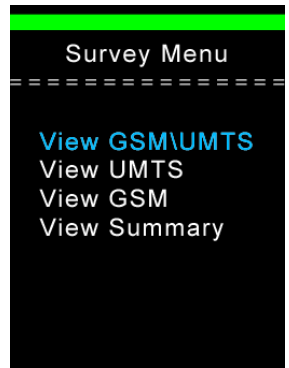 Survey Menu
================
View GSM\UMTS
View UMTS
View GSM
View Summary